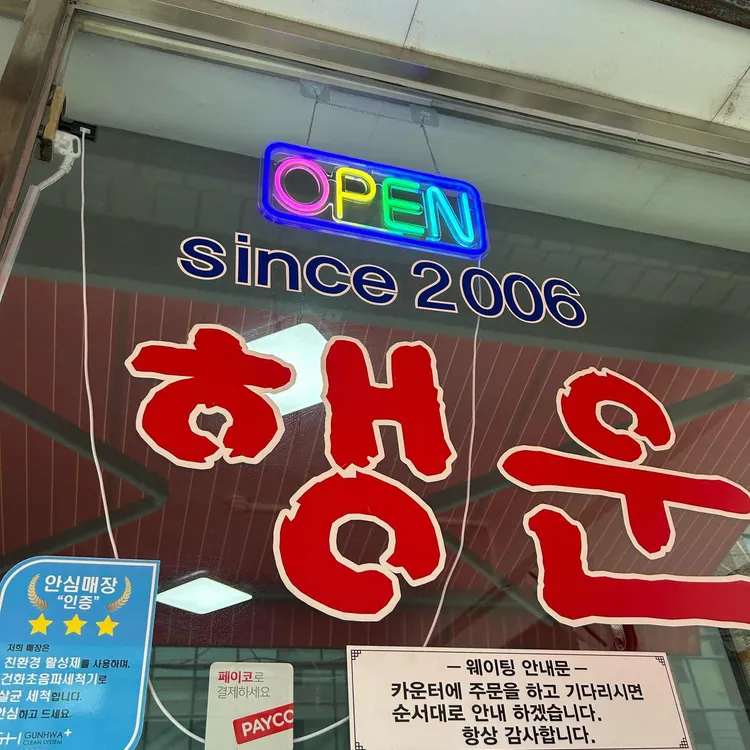 OPEN
since 2006
행운
안심매장
"인증"
저희 매장은
친환경 활성제를 사용하며,
건화초음파세척기로
살균 세척합니다.
안심하고 드세요.
GUNHWA
CLEAN SYSTEM
페이코로
결제하세요
PAYCO
- 웨이팅 안내문 -
카운터에 주문을 하고 기다리시면
순서대로 안내 하겠습니다.
항상 감사합니다.